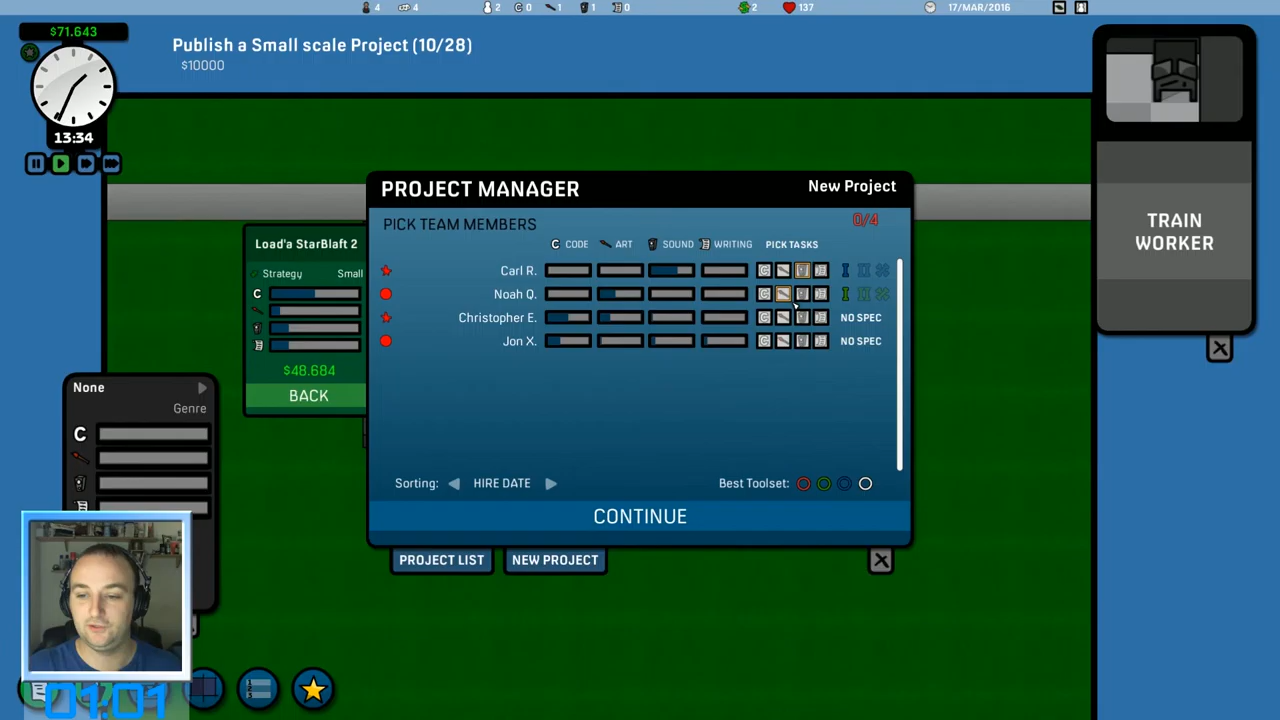 4 4 2 0 1 1 0 2 137 17/MAR/2016
$71.643
Publish a Small scale Project (10/28)
$10000
13:34
PROJECT MANAGER New Project
PICK TEAM MEMBERS 0/4
C CODE ART SOUND WRITING PICK TASKS
Carl R.
Noah Q.
Christopher E. NO SPEC
Jon X. NO SPEC
Sorting: HIRE DATE Best Toolset:
CONTINUE
PROJECT LIST NEW PROJECT
Load'a StarBlaft 2
Strategy Small
C
$48.684
BACK
None
Genre
C
TRAIN
WORKER
01:01